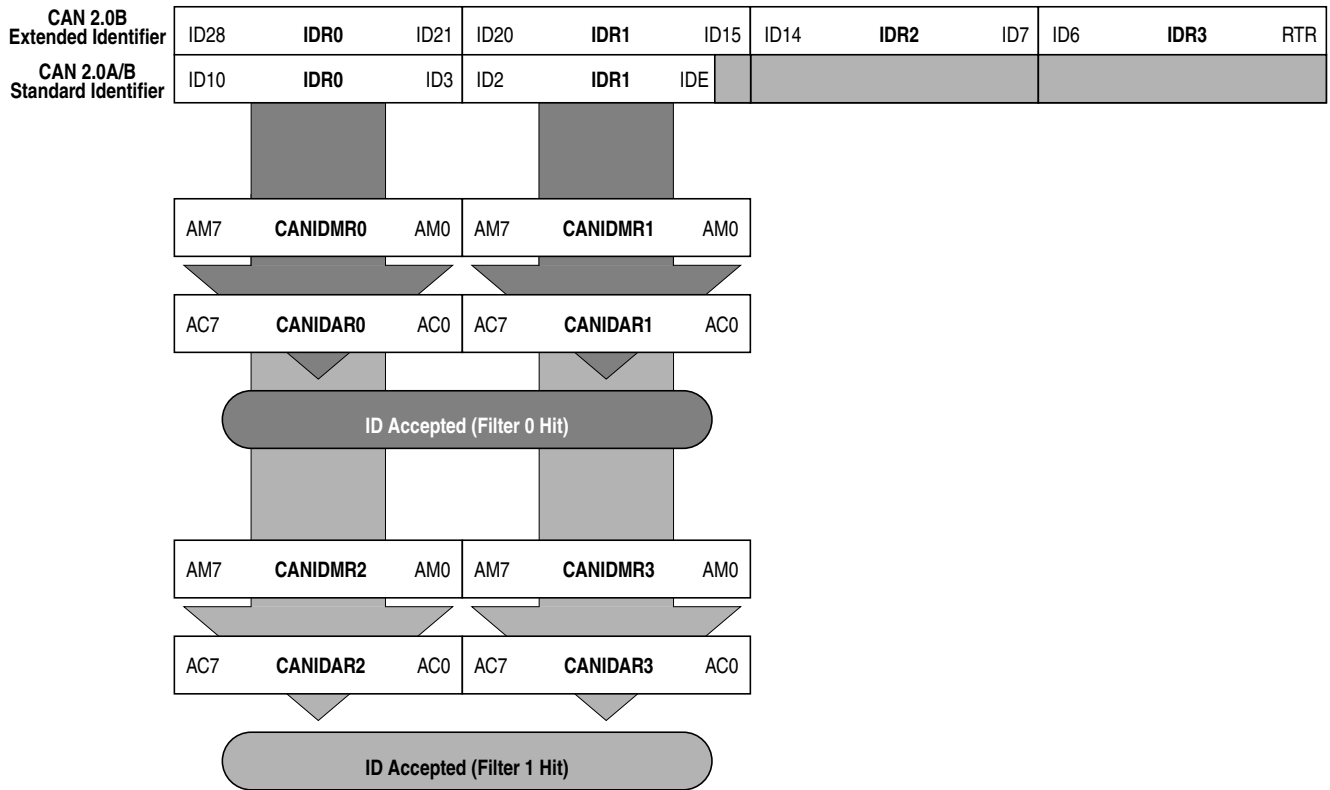 CAN 2.0B
Extended Identifier
ID28 IDR0 ID21 ID20 IDR1 ID15 ID14 IDR2 ID7 ID6 IDR3 RTR
CAN 2.0A/B
Standard Identifier
ID10 IDR0 ID3 ID2 IDR1 IDE
AM7 CANIDMR0 AM0 AM7 CANIDMR1 AM0
AC7 CANIDAR0 AC0 AC7 CANIDAR1 AC0
ID Accepted (Filter 0 Hit)
AM7 CANIDMR2 AM0 AM7 CANIDMR3 AM0
AC7 CANIDAR2 AC0 AC7 CANIDAR3 AC0
ID Accepted (Filter 1 Hit)